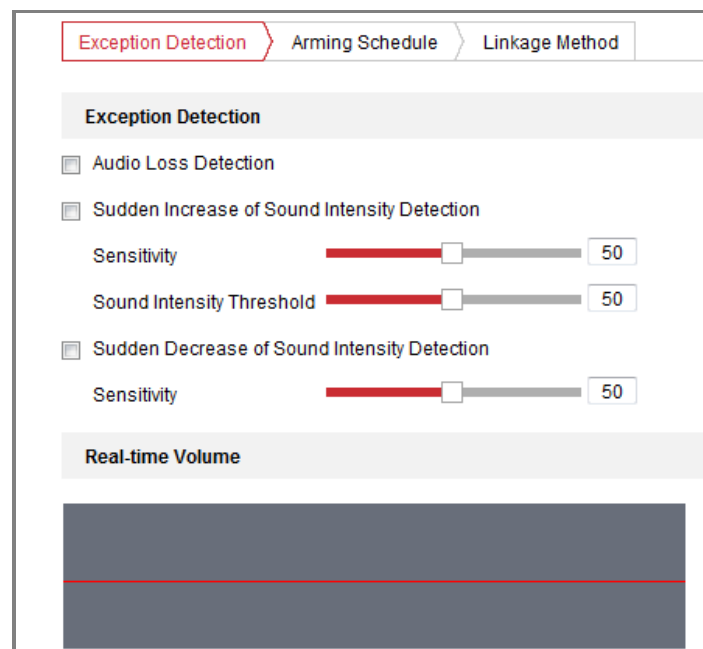 Exception Detection Arming Schedule Linkage Method
Exception Detection
Audio Loss Detection
Sudden Increase of Sound Intensity Detection
Sensitivity 50
Sound Intensity Threshold 50
Sudden Decrease of Sound Intensity Detection
Sensitivity 50
Real-time Volume